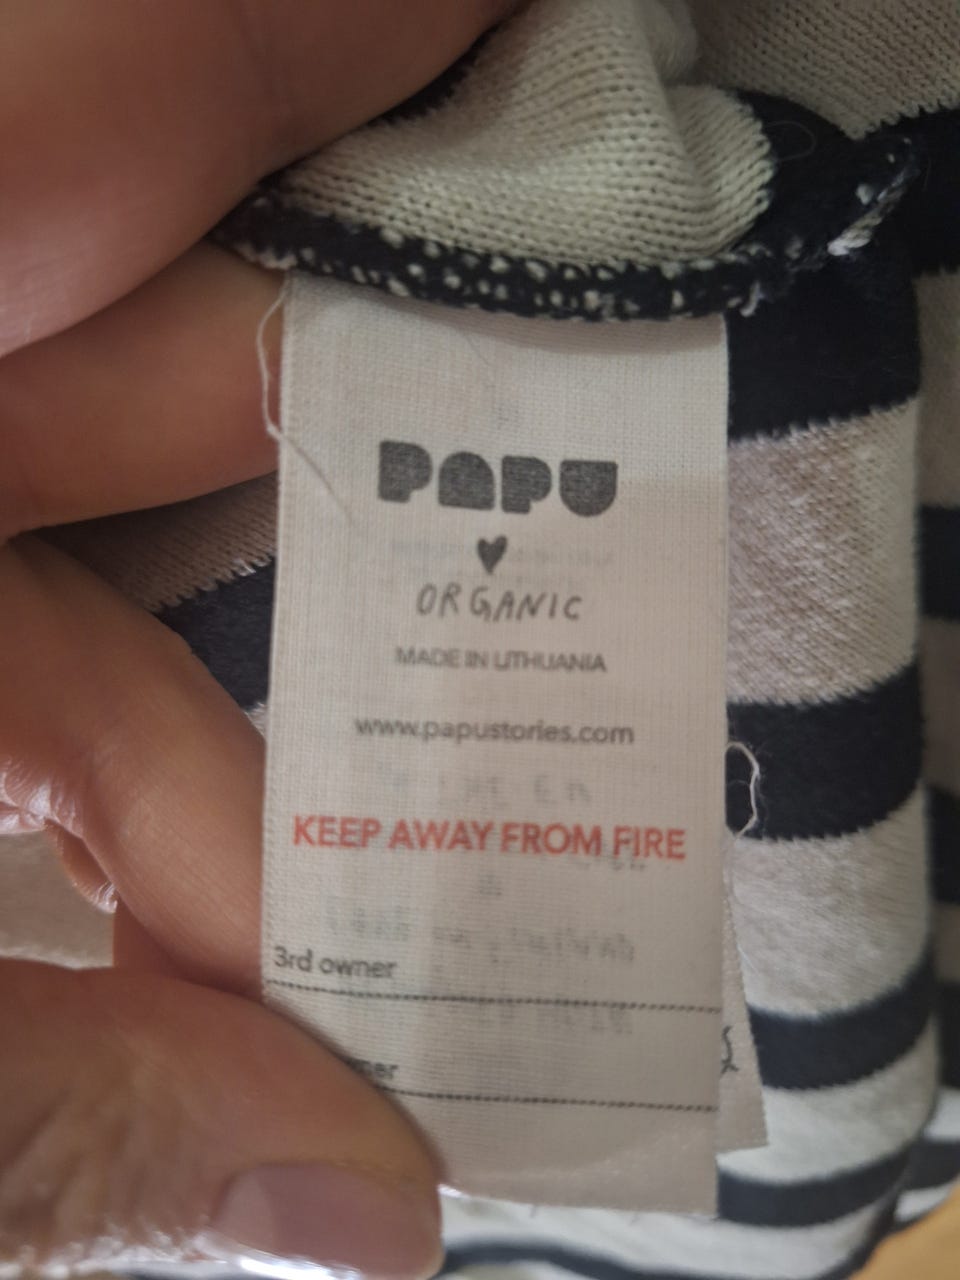 PAPU
ORGANIC
MADE IN LITHUANIA
www.papustories.com
KEEP AWAY FROM FIRE
3rd owner